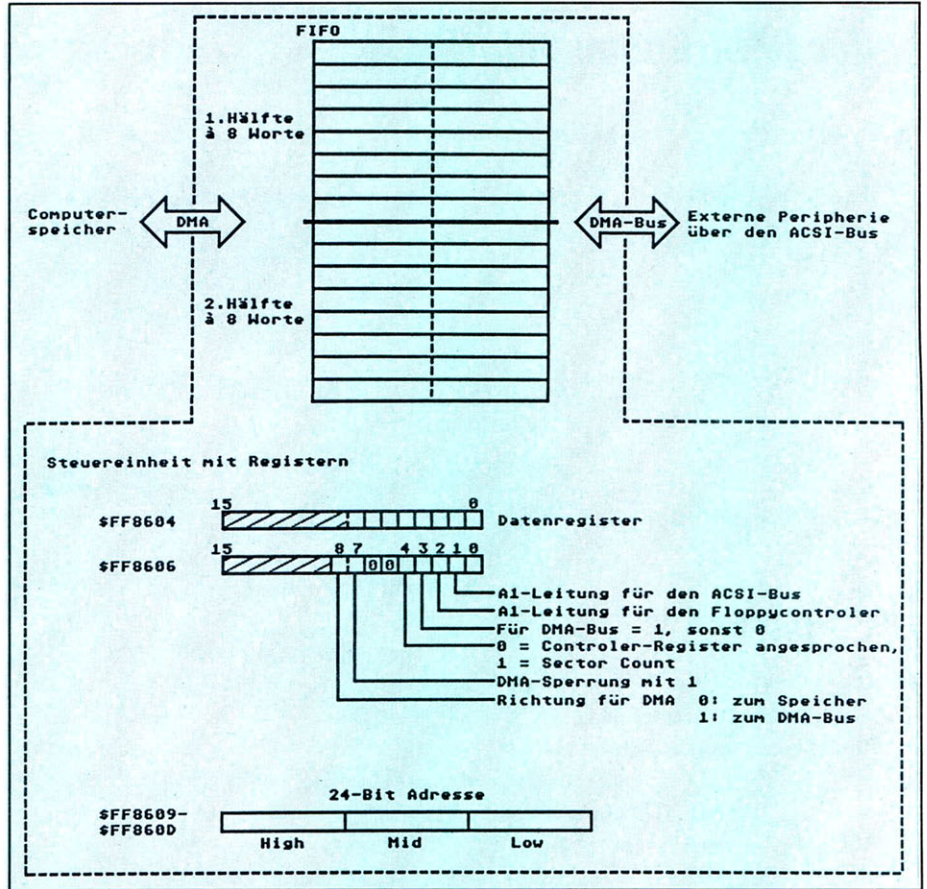 FIFO
1.Hälfte
à 8 Worte
Computer-
speicher
DMA
DMA-Bus
Externe Peripherie
über den ACSI-Bus
2.Hälfte
à 8 Worte
Steuereinheit mit Registern
15 0
$FF8604 Datenregister
15 8 7 4 3 2 1 0
$FF8606 0 0
A1-Leitung für den ACSI-Bus
A1-Leitung für den Floppycontroler
Für DMA-Bus = 1, sonst 0
0 = Controler-Register angesprochen,
1 = Sector Count
DMA-Sperrung mit 1
Richtung für DMA 0: zum Speicher
1: zum DMA-Bus
24-Bit Adresse
$FF8609-
$FF860D
High Mid Low